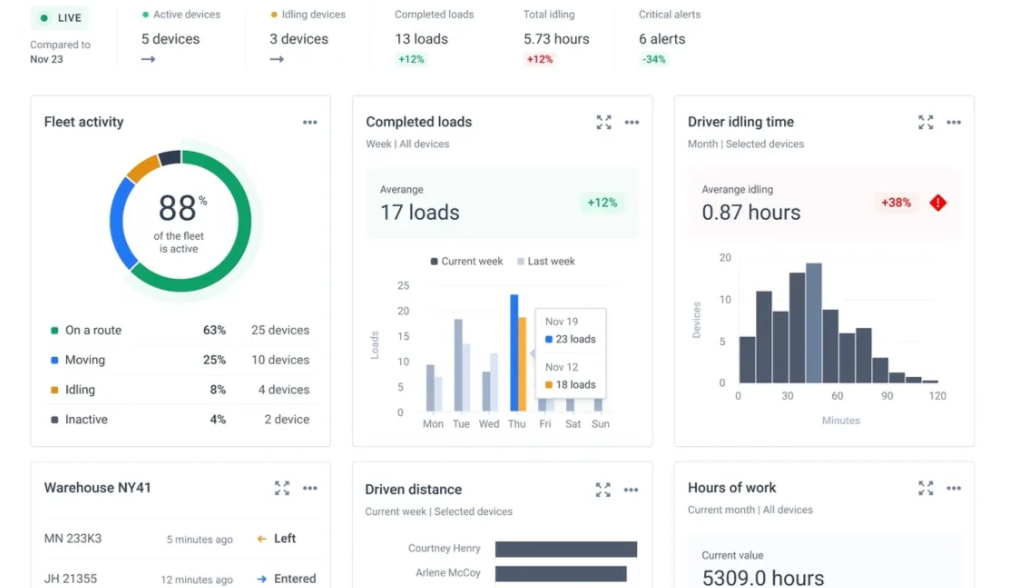 LIVE
Compared to
Nov 23
Active devices
5 devices
Idling devices
3 devices
Completed loads
13 loads
+12%
Total idling
5.73 hours
+12%
Critical alerts
6 alerts
-34%
Fleet activity
88%
of the fleet
is active
On a route 63% 25 devices
Moving 25% 10 devices
Idling 8% 4 devices
Inactive 4% 2 device
Completed loads
Week | All devices
Averange
17 loads
+12%
Current week Last week
Loads
25
20
15
10
5
0
Nov 19
23 loads
Nov 12
18 loads
Mon Tue Wed Thu Fri Sat Sun
Driver idling time
Month | Selected devices
Averange idling
0.87 hours
+38%
Devices
20
10
5
0
0 30 60 90 120
Minutes
Warehouse NY41
MN 233K3 5 minutes ago Left
JH 21355 12 minutes ago Entered
Driven distance
Current week | Selected devices
Courtney Henry
Arlene McCoy
Hours of work
Current month | All devices
Current value
5309.0 hours